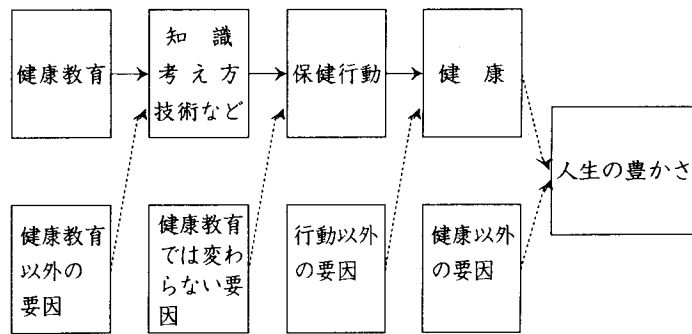 健康教育
知識
考え方
技術など
保健行動
健康
人生の豊かさ
健康教育
以外の
要因
健康教育
では変わ
らない要
因
行動以外
の要因
健康以外
の要因